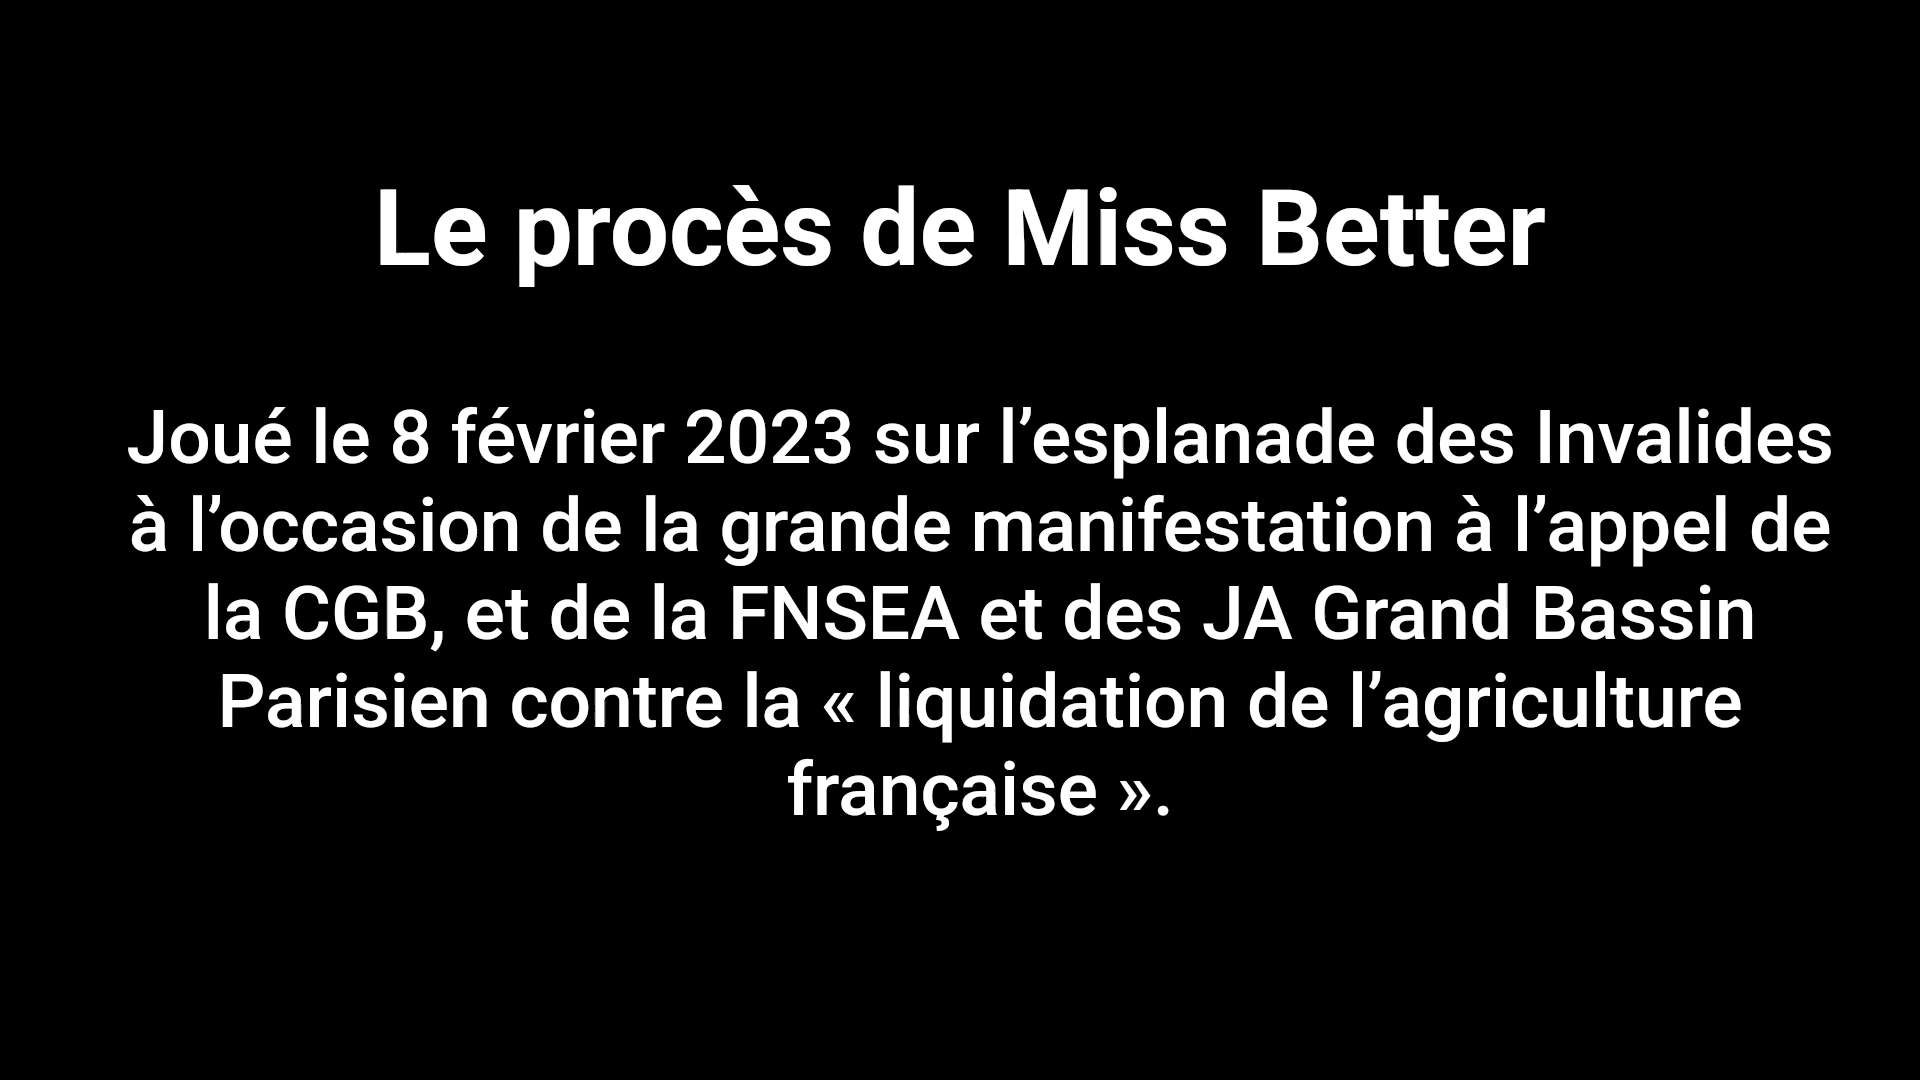 Le procès de Miss Better
Joué le 8 février 2023 sur l’esplanade des Invalides
à l’occasion de la grande manifestation à l’appel de
la CGB, et de la FNSEA et des JA Grand Bassin
Parisien contre la « liquidation de l’agriculture
française ».